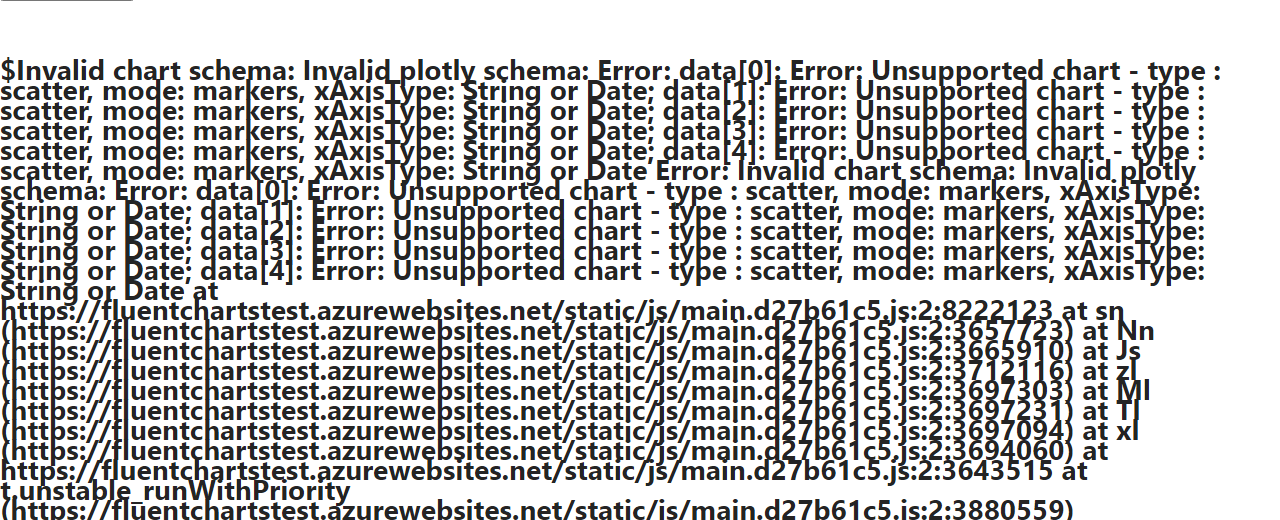 $Invalid chart schema: Invalid plotly schema: Error: data[0]: Error: Unsupported chart - type :
scatter, mode: markers, xAxisType: String or Date; data[1]: Error: Unsupported chart - type :
scatter, mode: markers, xAxisType: String or Date; data[2]: Error: Unsupported chart - type :
scatter, mode: markers, xAxisType: String or Date; data[3]: Error: Unsupported chart - type :
scatter, mode: markers, xAxisType: String or Date; data[4]: Error: Unsupported chart - type :
scatter, mode: markers, xAxisType: String or Date Error: Invalid chart schema: Invalid plotly
schema: Error: data[0]: Error: Unsupported chart - type : scatter, mode: markers, xAxisType:
String or Date; data[1]: Error: Unsupported chart - type : scatter, mode: markers, xAxisType:
String or Date; data[2]: Error: Unsupported chart - type : scatter, mode: markers, xAxisType:
String or Date; data[3]: Error: Unsupported chart - type : scatter, mode: markers, xAxisType:
String or Date; data[4]: Error: Unsupported chart - type : scatter, mode: markers, xAxisType:
String or Date at
https://fluentchartstest.azurewebsites.net/static/js/main.d27b61c5.js:2:8222123 at sn
(https://fluentchartstest.azurewebsites.net/static/js/main.d27b61c5.js:2:3657723) at Nn
(https://fluentchartstest.azurewebsites.net/static/js/main.d27b61c5.js:2:3665910) at Js
(https://fluentchartstest.azurewebsites.net/static/js/main.d27b61c5.js:2:3712116) at zl
(https://fluentchartstest.azurewebsites.net/static/js/main.d27b61c5.js:2:3697303) at Ml
(https://fluentchartstest.azurewebsites.net/static/js/main.d27b61c5.js:2:3697231) at Tl
(https://fluentchartstest.azurewebsites.net/static/js/main.d27b61c5.js:2:3697094) at xl
(https://fluentchartstest.azurewebsites.net/static/js/main.d27b61c5.js:2:3694060) at
https://fluentchartstest.azurewebsites.net/static/js/main.d27b61c5.js:2:3643515 at
t.unstable_runWithPriority
(https://fluentchartstest.azurewebsites.net/static/js/main.d27b61c5.js:2:3880559)